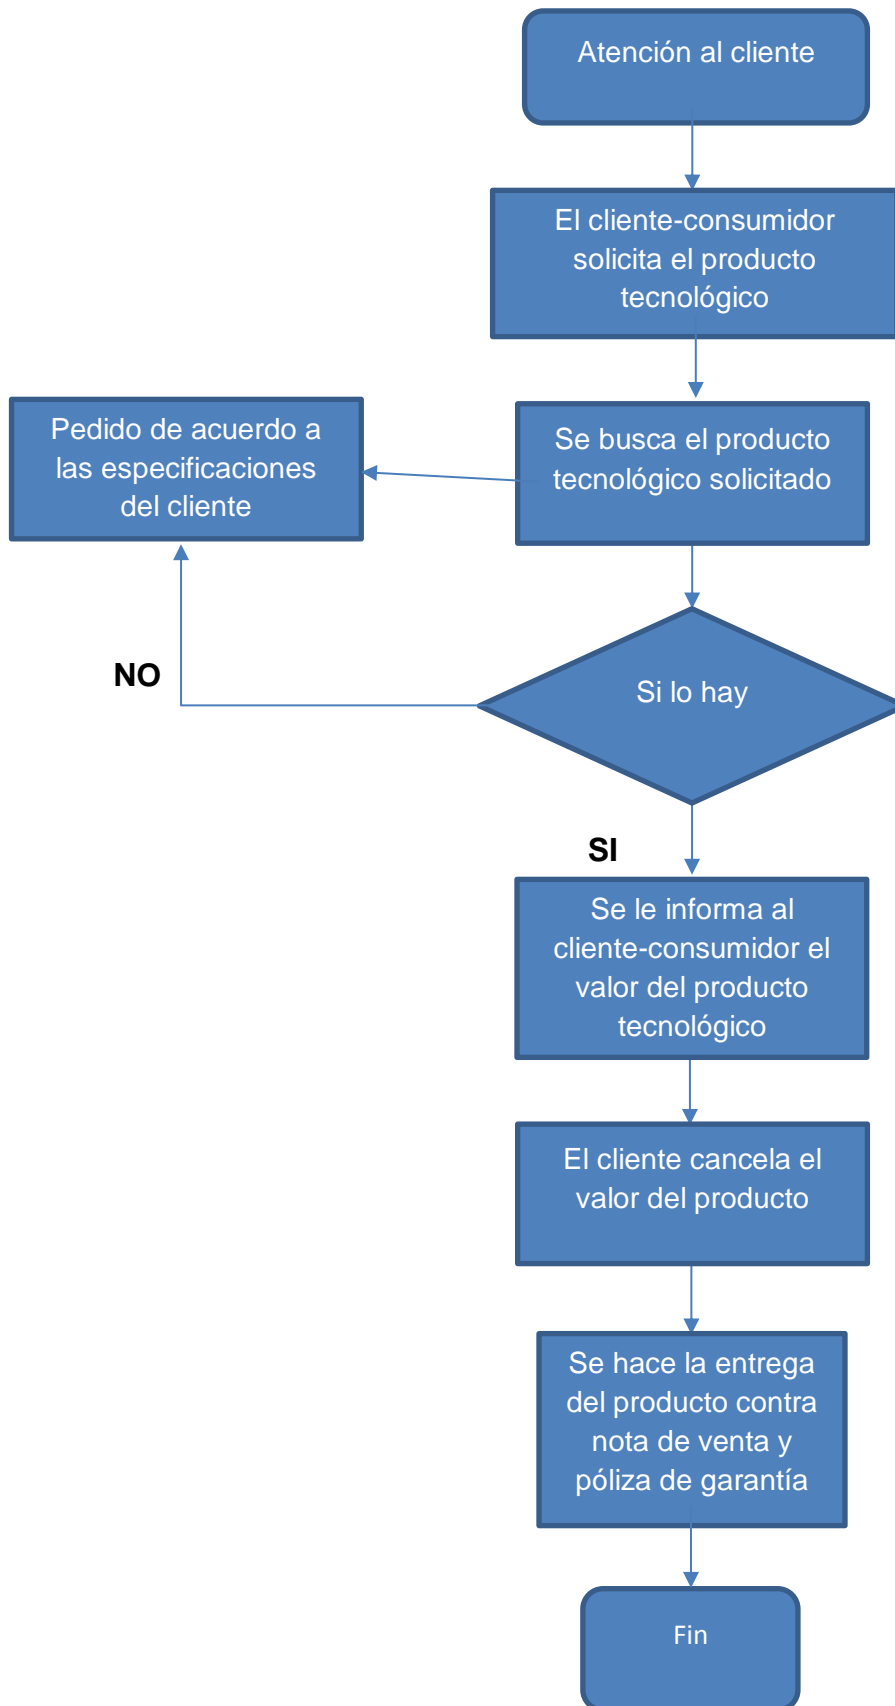 Atención al cliente
El cliente-consumidor
solicita el producto
tecnológico
Pedido de acuerdo a
las especificaciones
del cliente
Se busca el producto
tecnológico solicitado
NO
Si lo hay
SI
Se le informa al
cliente-consumidor el
valor del producto
tecnológico
El cliente cancela el
valor del producto
Se hace la entrega
del producto contra
nota de venta y
póliza de garantía
Fin